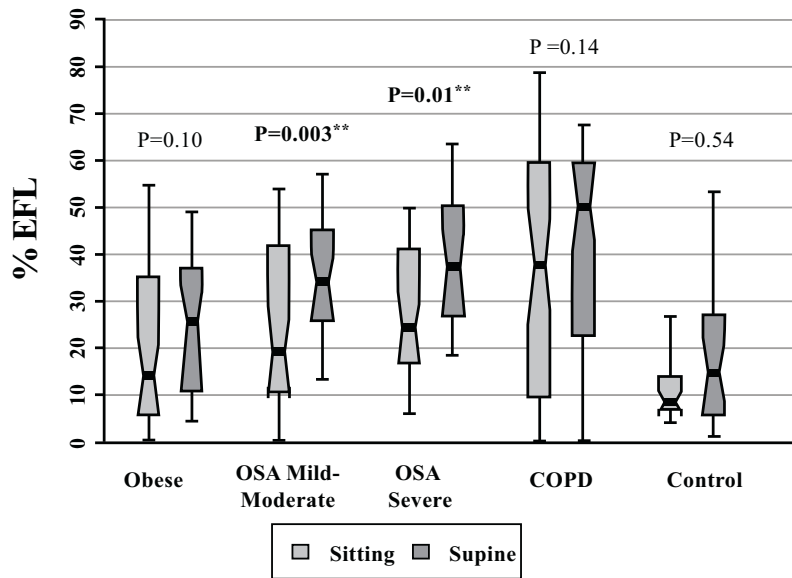 % EFL
90
80
70
60
50
40
30
20
10
0
P=0.10
P=0.003**
P=0.01**
P =0.14
P=0.54
Obese
OSA Mild-
Moderate
OSA
Severe
COPD
Control
Sitting
Supine